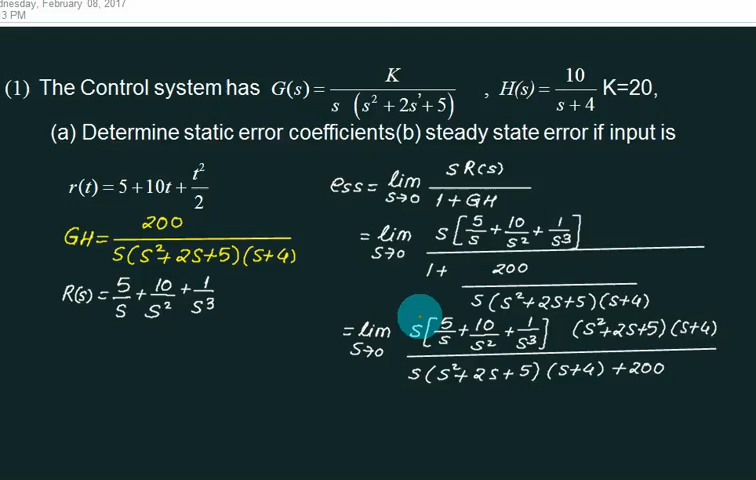 dnesday, February 08, 2017
3 PM
(1) The Control system has G(s) = K / s (s² + 2s + 5) , H(s) = 10 / s + 4 K=20,
(a) Determine static error coefficients(b) steady state error if input is
r(t) = 5 + 10t + t² / 2
GH = 200 / s(s² + 2s + 5)(s + 4)
R(s) = 5/s + 10/s² + 1/s³
ess = lim s→0 s R(s) / 1 + GH
= lim s→0 s[5/s + 10/s² + 1/s³] / 1 + 200 / s(s² + 2s + 5)(s + 4)
= lim s→0 s[5/s + 10/s² + 1/s³] (s² + 2s + 5)(s + 4) / s(s² + 2s + 5)(s + 4) + 200